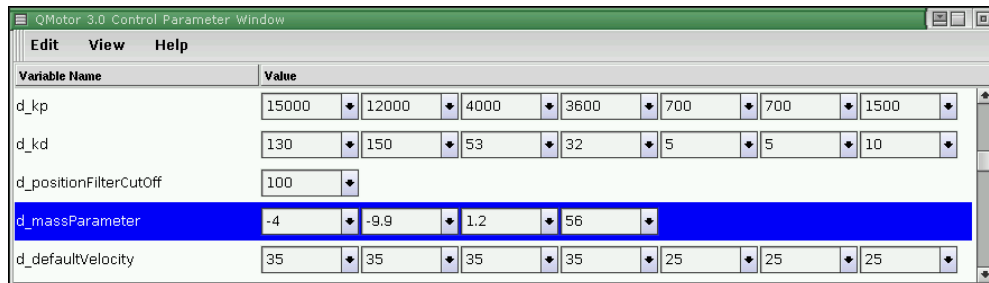 QMotor 3.0 Control Parameter Window
Edit View Help
Variable Name Value
d_kp 15000 12000 4000 3600 700 700 1500
d_kd 130 150 53 32 5 5 10
d_positionFilterCutOff 100
d_massParameter -4 -9.9 1.2 56
d_defaultVelocity 35 35 35 35 25 25 25